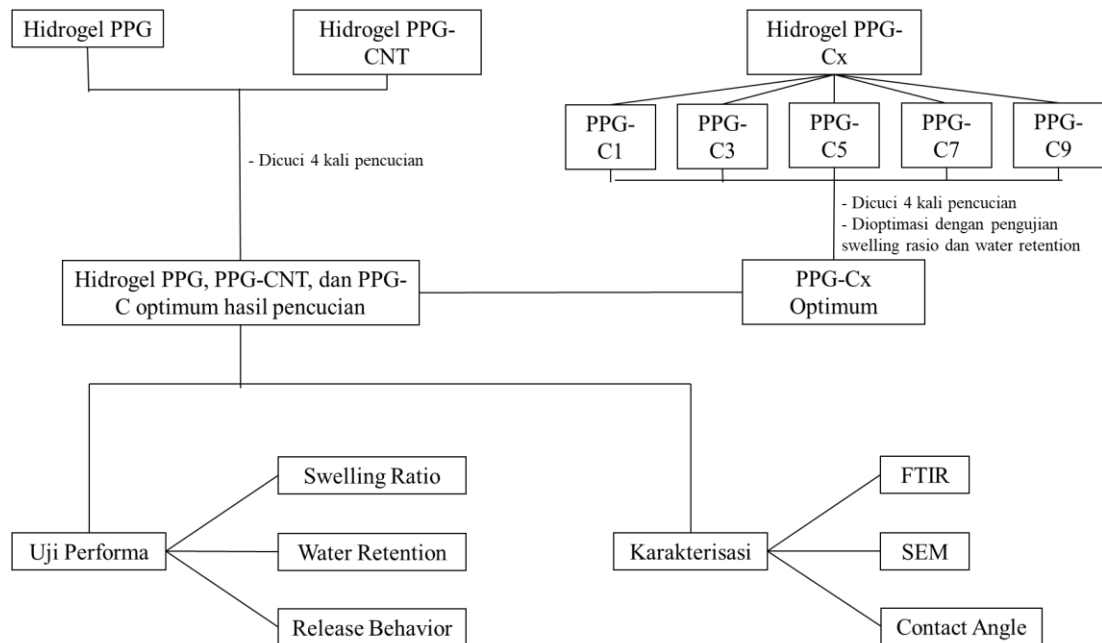 Hidrogel PPG
Hidrogel PPG-
CNT
Hidrogel PPG-
Cx
PPG-
C1
PPG-
C3
PPG-
C5
PPG-
C7
PPG-
C9
- Dicuci 4 kali pencucian
- Dicuci 4 kali pencucian
- Dioptimasi dengan pengujian
swelling rasio dan water retention
Hidrogel PPG, PPG-CNT, dan PPG-
C optimum hasil pencucian
PPG-Cx
Optimum
Uji Performa
Swelling Ratio
Water Retention
Release Behavior
Karakterisasi
FTIR
SEM
Contact Angle